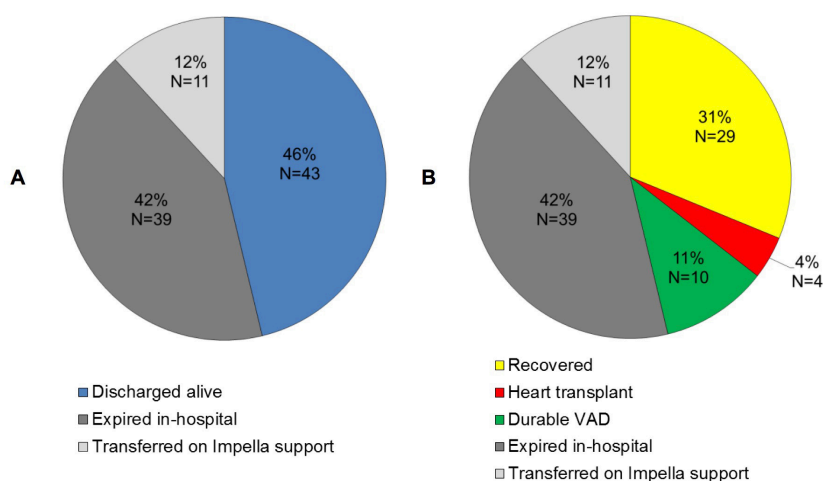 A
12%
N=11
46%
N=43
42%
N=39
Discharged alive
Expired in-hospital
Transferred on Impella support
B
12%
N=11
31%
N=29
42%
N=39
11%
N=10
4%
N=4
Recovered
Heart transplant
Durable VAD
Expired in-hospital
Transferred on Impella support